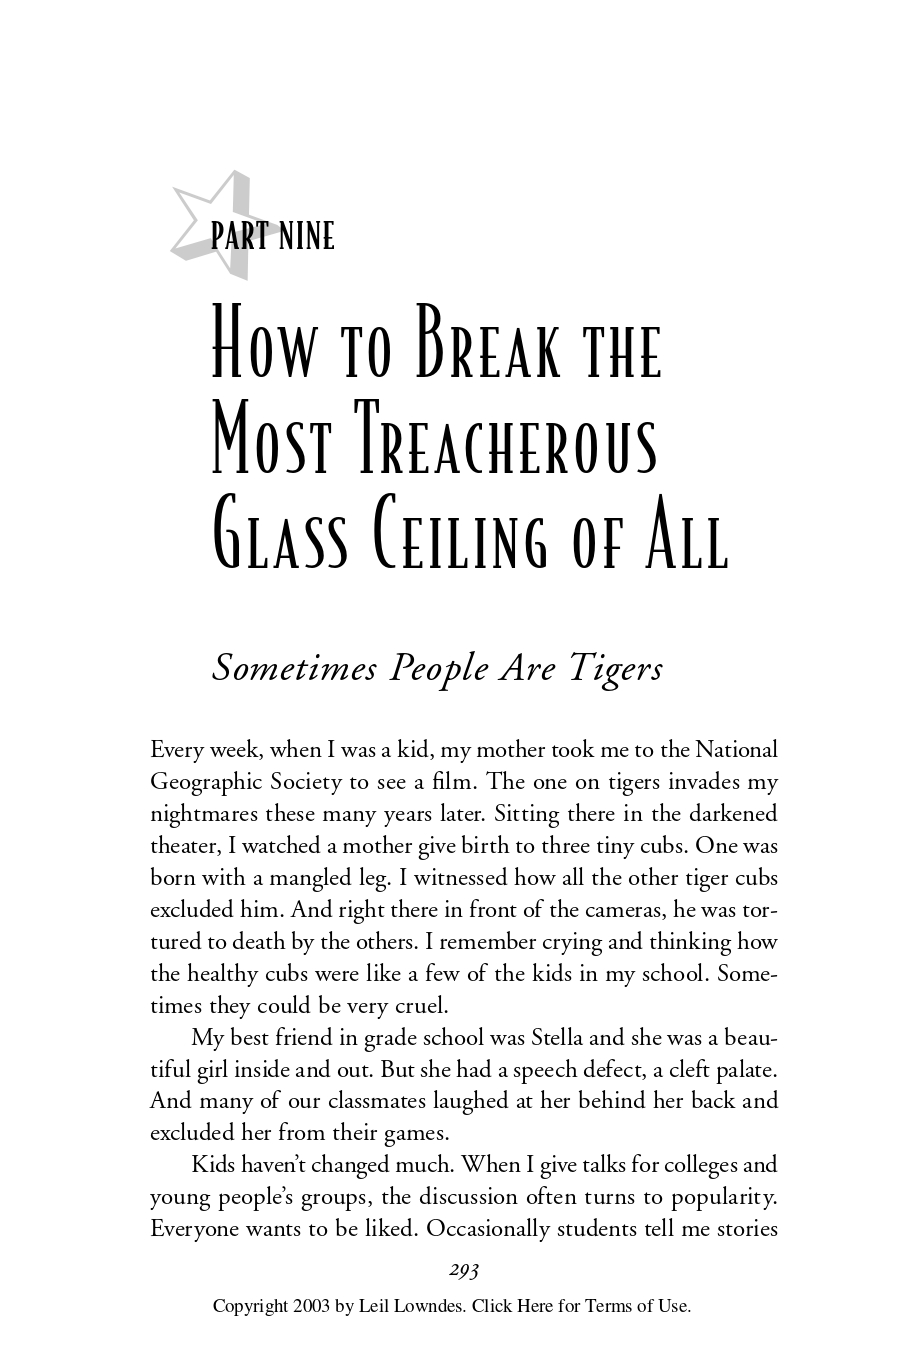 PART NINE
HOW TO BREAK THE
MOST TREACHEROUS
GLASS CEILING OF ALL
Sometimes People Are Tigers
Every week, when I was a kid, my mother took me to the National
Geographic Society to see a film. The one on tigers invades my
nightmares these many years later. Sitting there in the darkened
theater, I watched a mother give birth to three tiny cubs. One was
born with a mangled leg. I witnessed how all the other tiger cubs
excluded him. And right there in front of the cameras, he was tor-
tured to death by the others. I remember crying and thinking how
the healthy cubs were like a few of the kids in my school. Some-
times they could be very cruel.
My best friend in grade school was Stella and she was a beau-
tiful girl inside and out. But she had a speech defect, a cleft palate.
And many of our classmates laughed at her behind her back and
excluded her from their games.
Kids haven’t changed much. When I give talks for colleges and
young people’s groups, the discussion often turns to popularity.
Everyone wants to be liked. Occasionally students tell me stories
293
Copyright 2003 by Leil Lowndes. Click Here for Terms of Use.